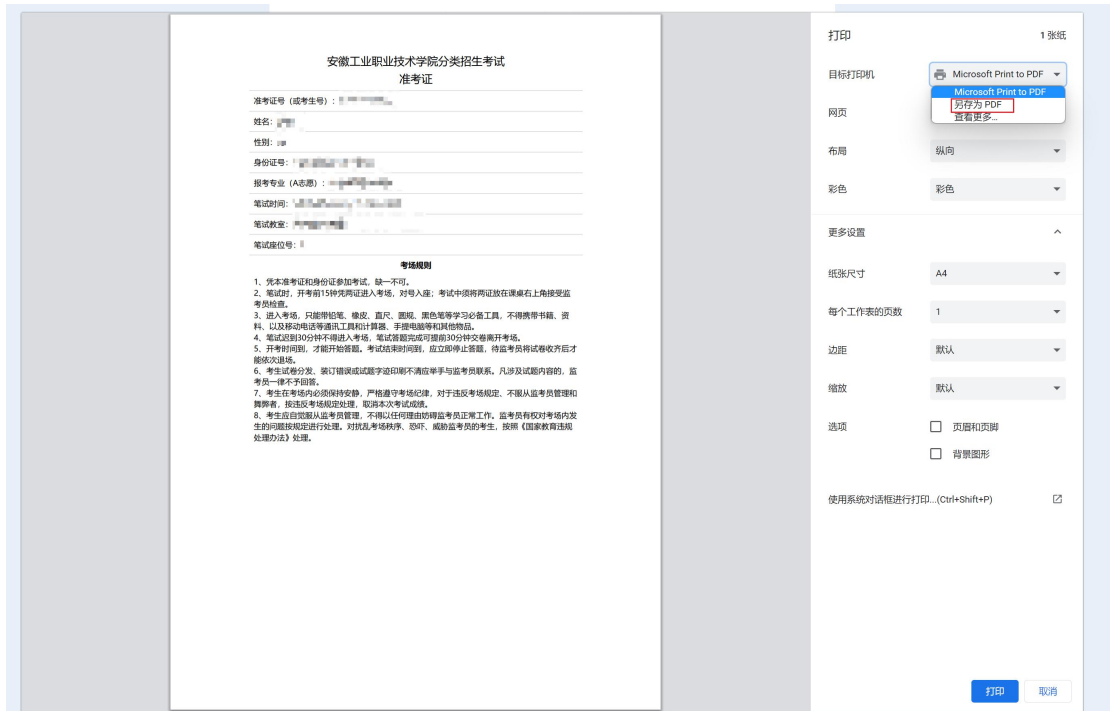 安徽工业职业技术学院分类招生考试
准考证
准考证号（或考生号）：
姓名：
性别：
身份证号：
报考专业（A志愿）：
笔试时间：
笔试教室：
笔试座位号：
考场规则
1、凭本准考证和身份证参加考试，缺一不可。
2、笔试时，开考前15钟凭两证进入考场，对号入座；考试中须将两证放在课桌右上角接受监
考员检查。
3、进入考场，只能带铅笔、橡皮、直尺、圆规、黑色笔等学习必备工具，不得携带书籍、资
料、以及移动电话等通讯工具和计算器、手提电脑等和其他物品。
4、笔试迟到30分钟不得进入考场，笔试答题完成可提前30分钟交卷离开考场。
5、开考时间到，才能开始答题。考试结束时间到，应立即停止答题，待监考员将试卷收齐后才
能依次退场。
6、考生试卷分发、装订错误或试题字迹印刷不清应举手与监考员联系。凡涉及试题内容的，监
考员一律不予回答。
7、考生在考场内必须保持安静，严格遵守考场纪律，对于违反考场规定、不服从监考员管理和
舞弊者，按违反考场规定处理，取消本次考试成绩。
8、考生应自觉服从监考员管理，不得以任何理由妨碍监考员正常工作。监考员有权对考场内发
生的问题按规定进行处理。对扰乱考场秩序、恐吓、威胁监考员的考生，按照《国家教育违规
处理办法》处理。
打印 1 张纸
目标打印机 Microsoft Print to PDF
Microsoft Print to PDF
另存为 PDF
查看更多...
网页
布局 纵向
彩色 彩色
更多设置
纸张尺寸 A4
每个工作表的页数 1
边距 默认
缩放 默认
选项 页眉和页脚
背景图形
使用系统对话框进行打印...(Ctrl+Shift+P)
打印 取消